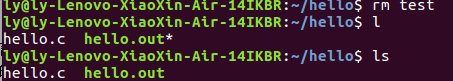 ly@ly-Lenovo-XiaoXin-Air-14IKBR:~/hello$ rm test
ly@ly-Lenovo-XiaoXin-Air-14IKBR:~/hello$ l
hello.c  hello.out*
ly@ly-Lenovo-XiaoXin-Air-14IKBR:~/hello$ ls
hello.c  hello.out